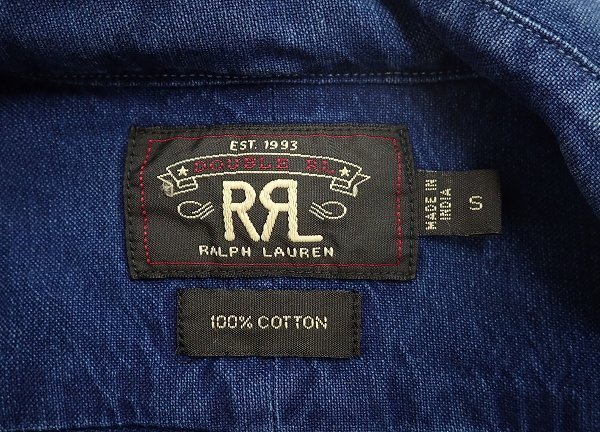 EST. 1993
DOUBLE RL
RRL
RALPH LAUREN
MADE IN
INDIA
S
100% COTTON